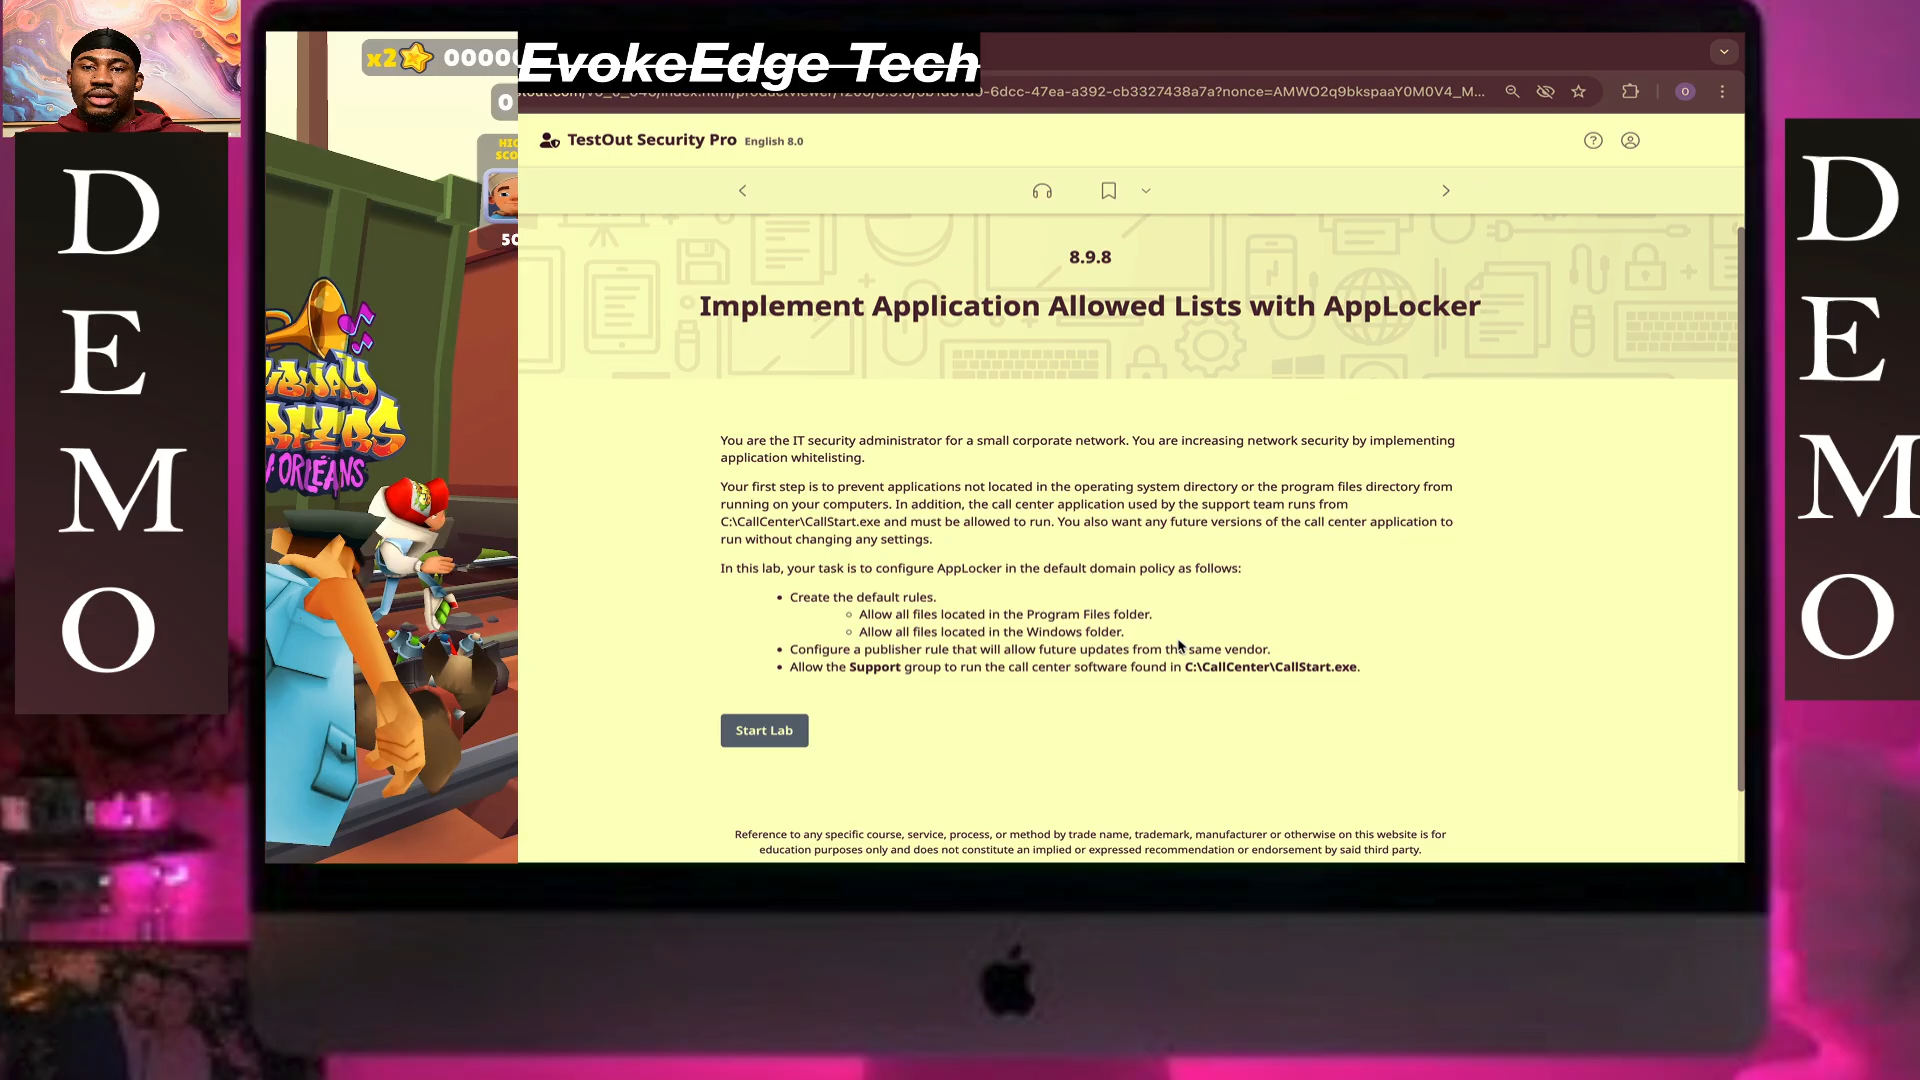 x2 00000
EvokeEdge Tech
0
-6dcc-47ea-a392-cb3327438a7a?nonce=AMWO2q9bkspaaY0M0V4_M...
O
TestOut Security Pro English 8.0
50
D
E
M
O
D
E
M
O
8.9.8
Implement Application Allowed Lists with AppLocker
ORLEANS
You are the IT security administrator for a small corporate network. You are increasing network security by implementing
application whitelisting.
Your first step is to prevent applications not located in the operating system directory or the program files directory from
running on your computers. In addition, the call center application used by the support team runs from
C:\CallCenter\CallStart.exe and must be allowed to run. You also want any future versions of the call center application to
run without changing any settings.
In this lab, your task is to configure AppLocker in the default domain policy as follows:
• Create the default rules.
○ Allow all files located in the Program Files folder.
○ Allow all files located in the Windows folder.
• Configure a publisher rule that will allow future updates from the same vendor.
• Allow the Support group to run the call center software found in C:\CallCenter\CallStart.exe.
Start Lab
Reference to any specific course, service, process, or method by trade name, trademark, manufacturer or otherwise on this website is for
education purposes only and does not constitute an implied or expressed recommendation or endorsement by said third party.